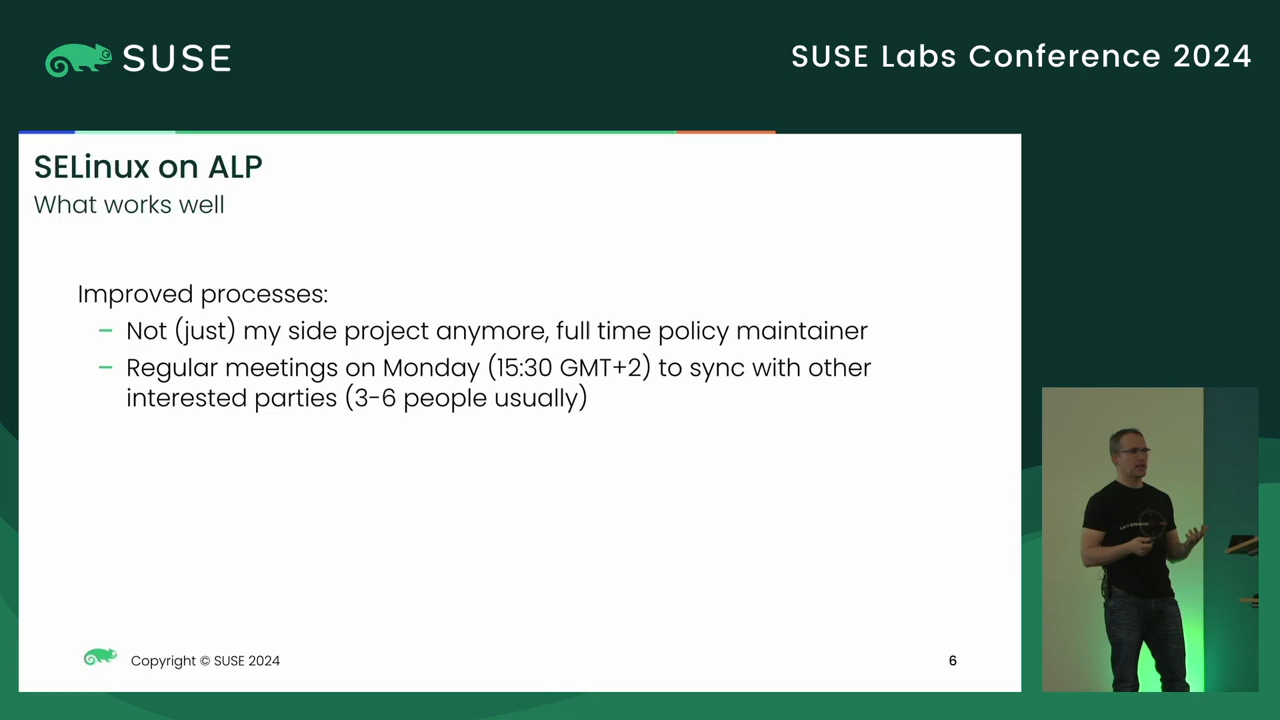 SUSE
SUSE Labs Conference 2024
SELinux on ALP
What works well
Improved processes:
– Not (just) my side project anymore, full time policy maintainer
– Regular meetings on Monday (15:30 GMT+2) to sync with other
interested parties (3-6 people usually)
Copyright © SUSE 2024
6